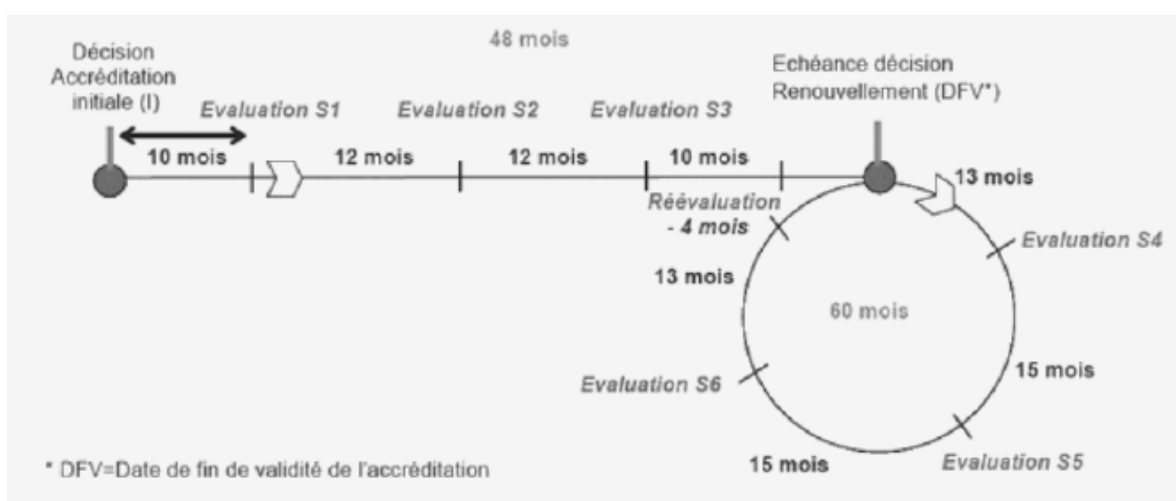 48 mois
Décision
Accréditation
initiale (I)
Echéance décision
Renouvellement (DFV*)
Evaluation S1
Evaluation S2
Evaluation S3
10 mois
12 mois
12 mois
10 mois
13 mois
Réévaluation
- 4 mois
Evaluation S4
13 mois
60 mois
15 mois
Evaluation S6
15 mois
Evaluation S5
* DFV=Date de fin de validité de l'accréditation